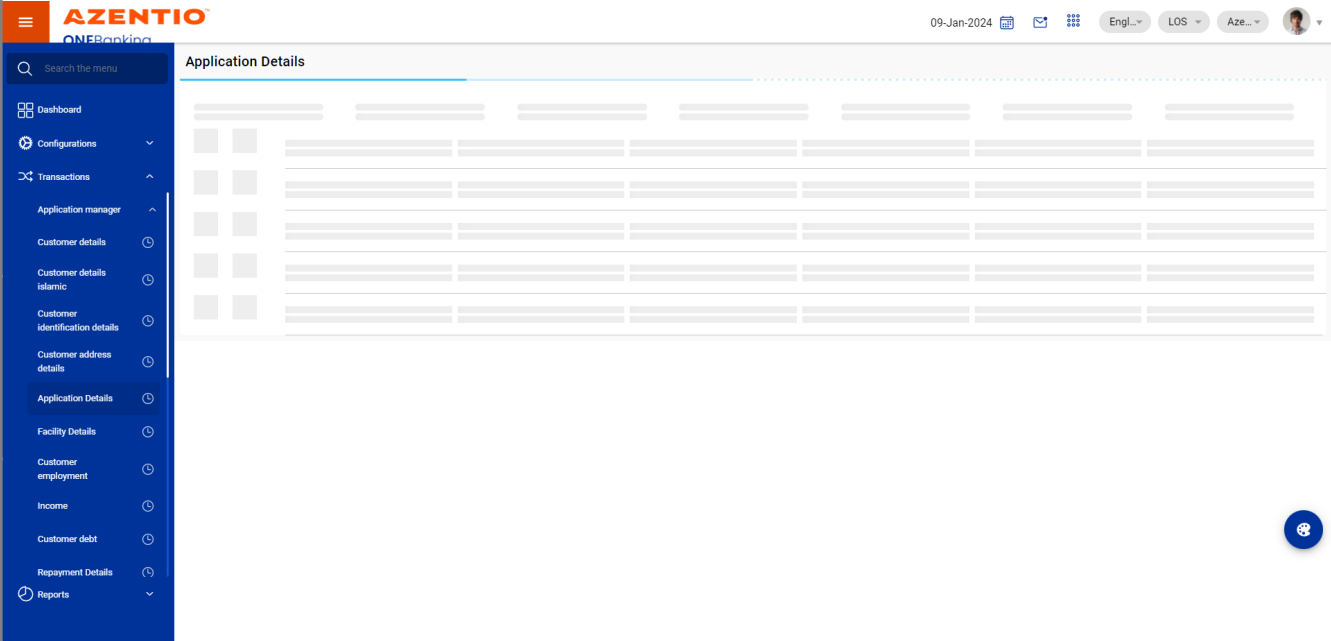 AZENTIO™
ONEBanking
09-Jan-2024
Engl...
LOS
Aze...
Search the menu
Application Details
Dashboard
Configurations
Transactions
Application manager
Customer details
Customer details
islamic
Customer
identification details
Customer address
details
Application Details
Facility Details
Customer
employment
Income
Customer debt
Repayment Details
Reports